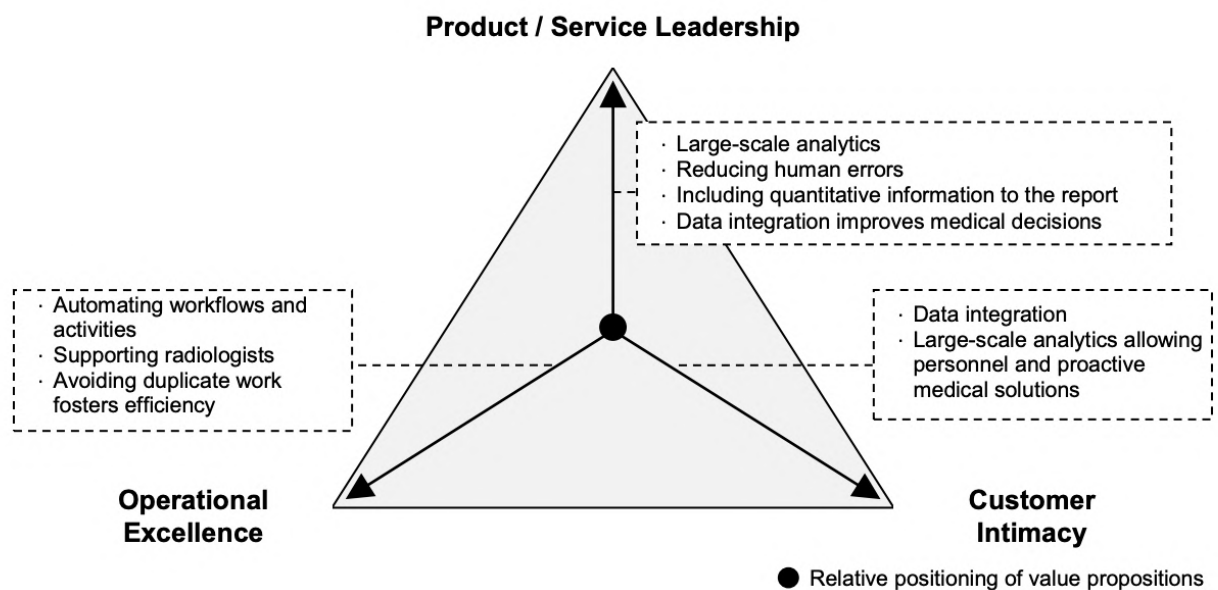 Product / Service Leadership
· Large-scale analytics
· Reducing human errors
· Including quantitative information to the report
· Data integration improves medical decisions
· Automating workflows and
activities
· Supporting radiologists
· Avoiding duplicate work
fosters efficiency
· Data integration
· Large-scale analytics allowing
personnel and proactive
medical solutions
Operational
Excellence
Customer
Intimacy
Relative positioning of value propositions